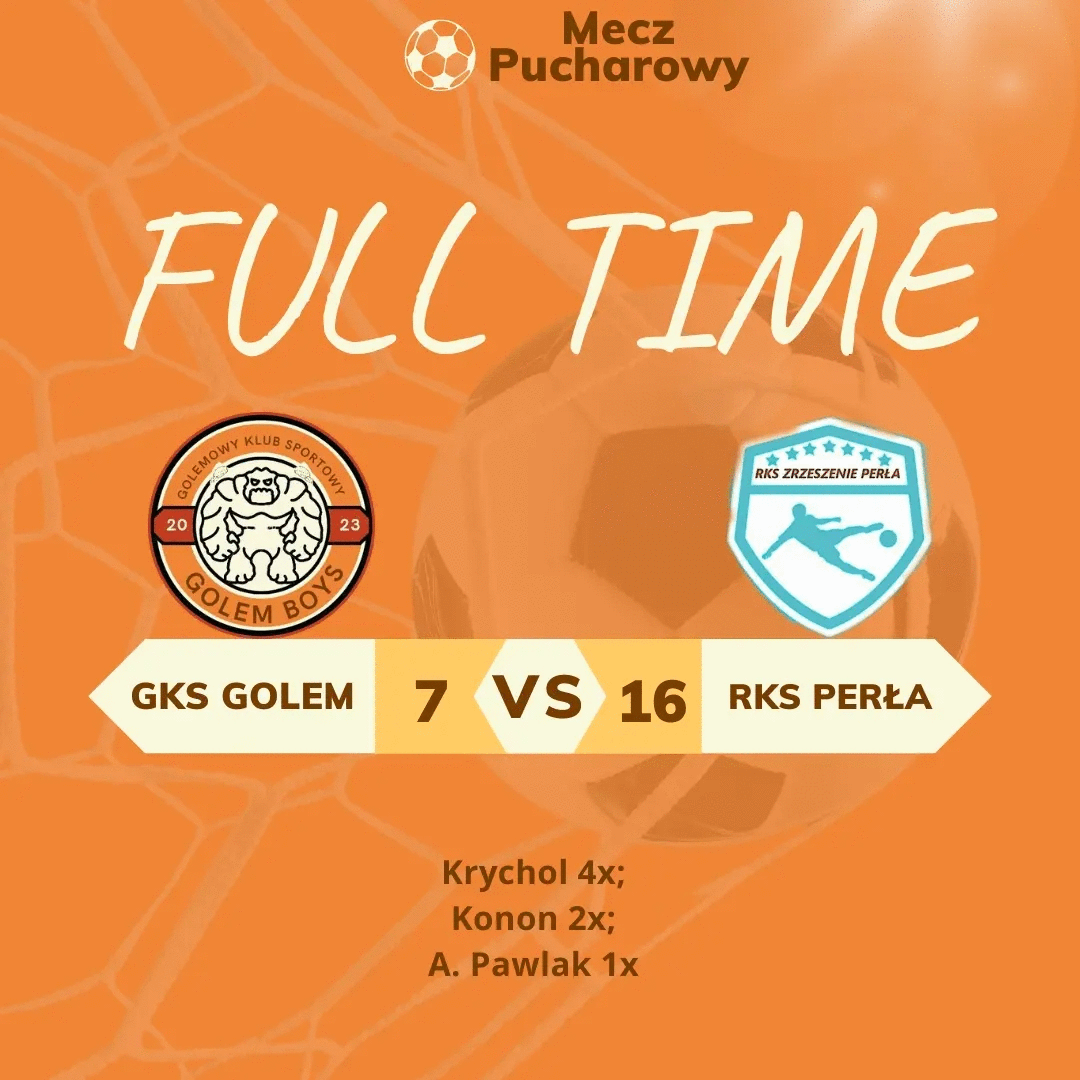 Mecz
Pucharowy
FULL TIME
GOLEMOWY KLUB SPORTOWY
20 23
GOLEM BOYS
RKS ZRZESZENIE PERŁA
GKS GOLEM 7 VS 16 RKS PERŁA
Krychol 4x;
Konon 2x;
A. Pawlak 1x